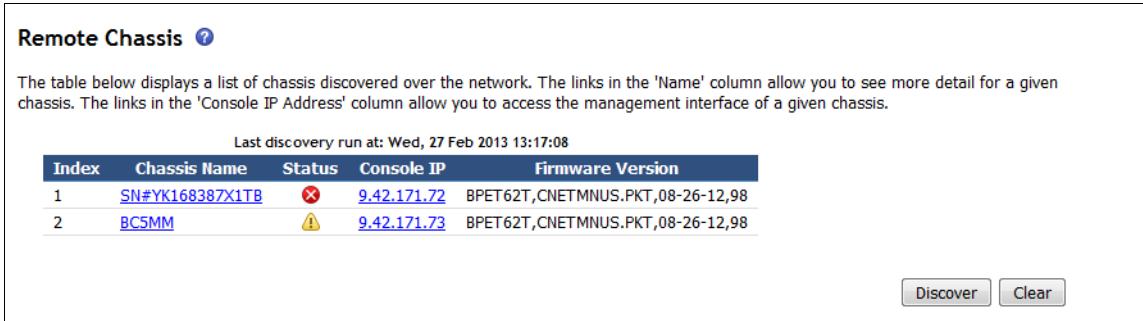 Remote Chassis ?
The table below displays a list of chassis discovered over the network. The links in the 'Name' column allow you to see more detail for a given
chassis. The links in the 'Console IP Address' column allow you to access the management interface of a given chassis.
Last discovery run at: Wed, 27 Feb 2013 13:17:08
Index Chassis Name Status Console IP Firmware Version
1 SN#YK168387X1TB 9.42.171.72 BPET62T,CNETMNUS.PKT,08-26-12,98
2 BC5MM 9.42.171.73 BPET62T,CNETMNUS.PKT,08-26-12,98
Discover Clear